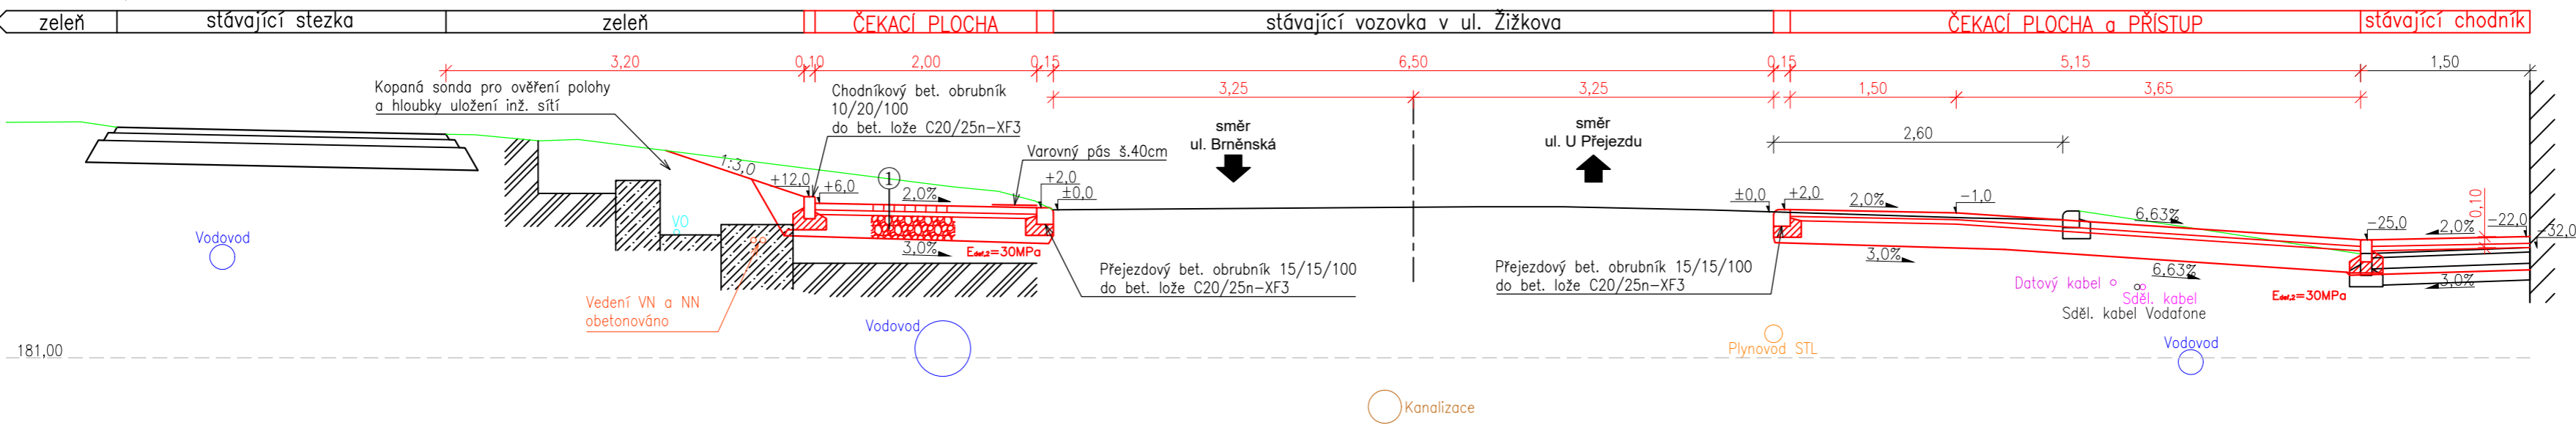 zeleň
stávající stezka
zeleň
ČEKACÍ PLOCHA
stávající vozovka v ul. Žižkova
ČEKACÍ PLOCHA a PŘÍSTUP
stávající chodník
3,20
0,10
2,00
0,15
6,50
0,15
5,15
1,50
3,25
3,25
1,50
3,65
2,60
Kopaná sonda pro ověření polohy
a hloubky uložení inž. sítí
Chodníkový bet. obrubník
10/20/100
do bet. lože C20/25n-XF3
Varovný pás š.40cm
směr
ul. Brněnská
směr
ul. U Přejezdu
1:3,0
+12,0
+6,0
1
2,0%
+2,0
±0,0
±0,0
+2,0
2,0%
-1,0
6,63%
-25,0
2,0%
0,10
-22,0
-32,0
VO
Vodovod
3,0%
Edef,2=30MPa
Přejezdový bet. obrubník 15/15/100
do bet. lože C20/25n-XF3
Přejezdový bet. obrubník 15/15/100
do bet. lože C20/25n-XF3
3,0%
6,63%
3,0%
Edef,2=30MPa
Datový kabel
Sděl. kabel
Sděl. kabel Vodafone
Vedení VN a NN
obetonováno
Vodovod
Plynovod STL
Vodovod
181,00
Kanalizace